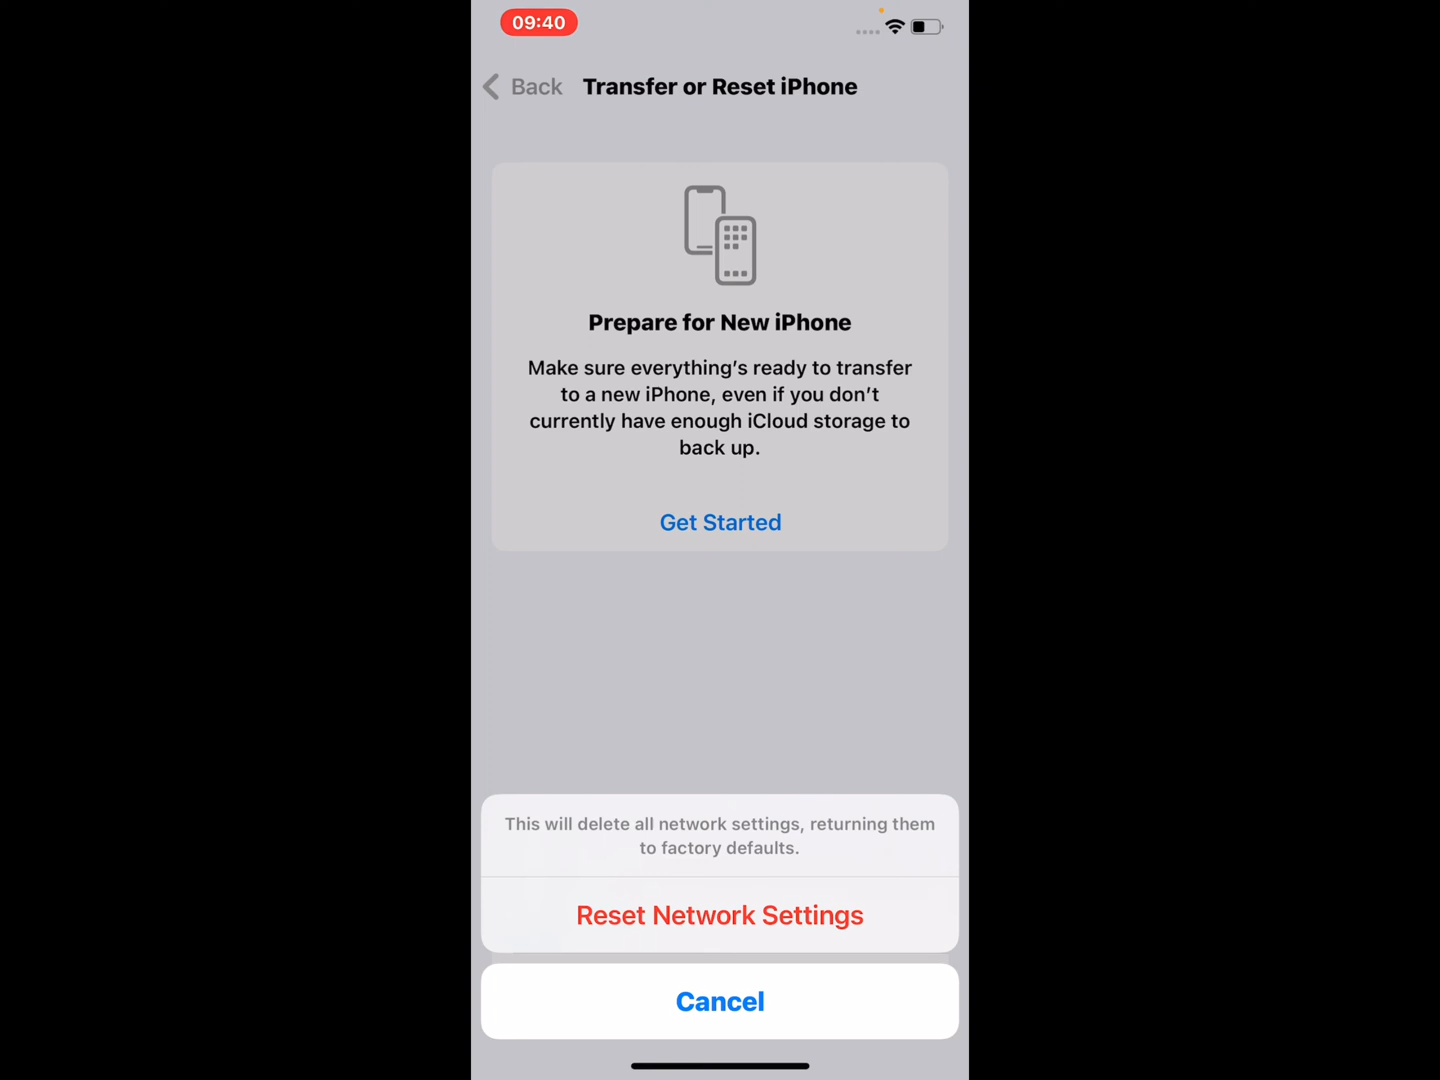 09:40
Back
Transfer or Reset iPhone
Prepare for New iPhone
Make sure everything's ready to transfer
to a new iPhone, even if you don't
currently have enough iCloud storage to
back up.
Get Started
This will delete all network settings, returning them
to factory defaults.
Reset Network Settings
Cancel